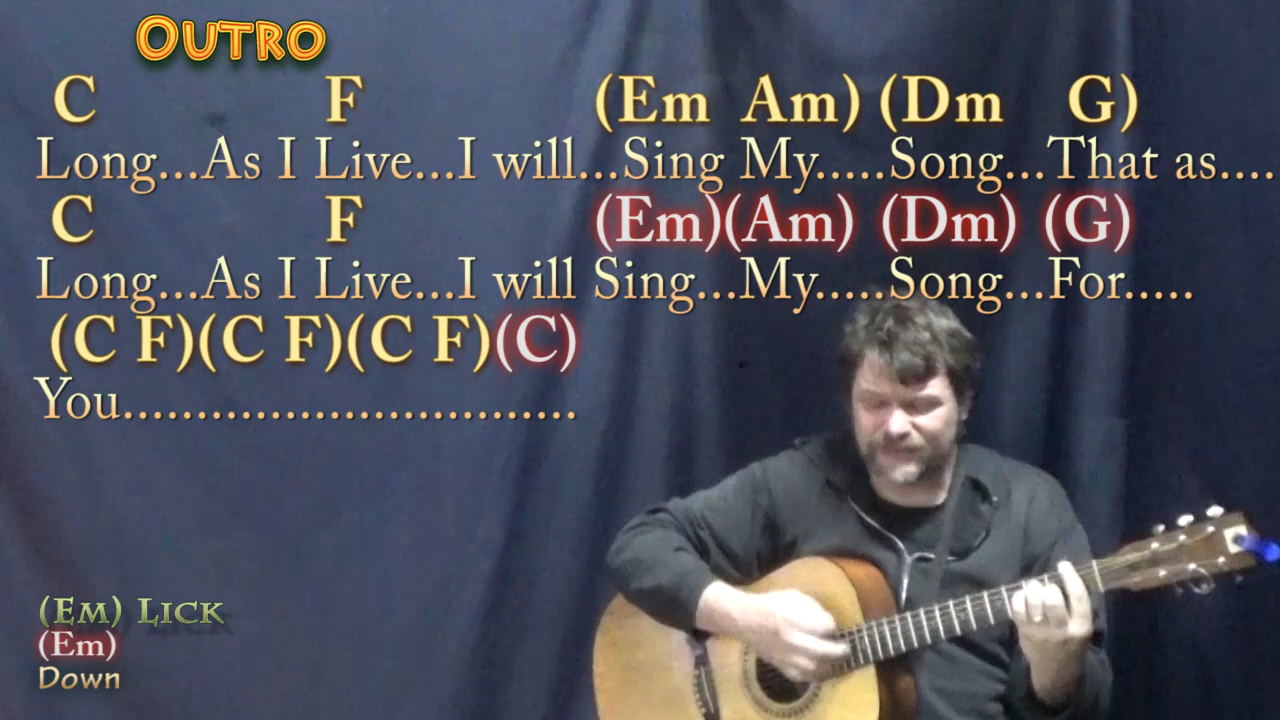 Outro
C F (Em Am) (Dm G)
Long...As I Live...I will...Sing My.....Song...That as....
C F (Em)(Am) (Dm) (G)
Long...As I Live...I will Sing...My.....Song...For.....
(C F)(C F)(C F)(C)
You...............................
(Em) Lick
(Em)
Down